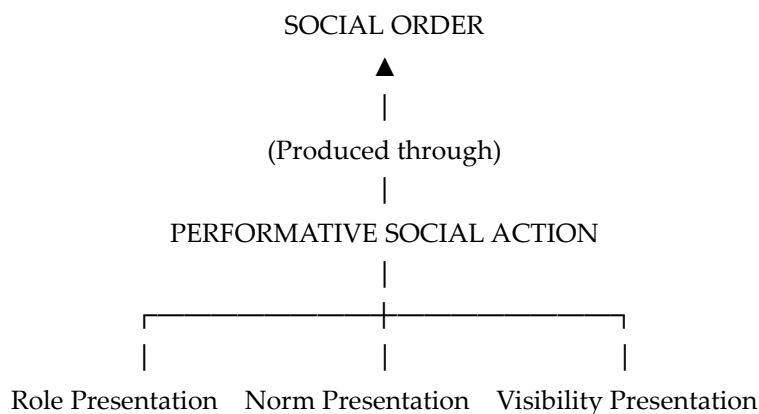 SOCIAL ORDER
(Produced through)
PERFORMATIVE SOCIAL ACTION
Role Presentation Norm Presentation Visibility Presentation